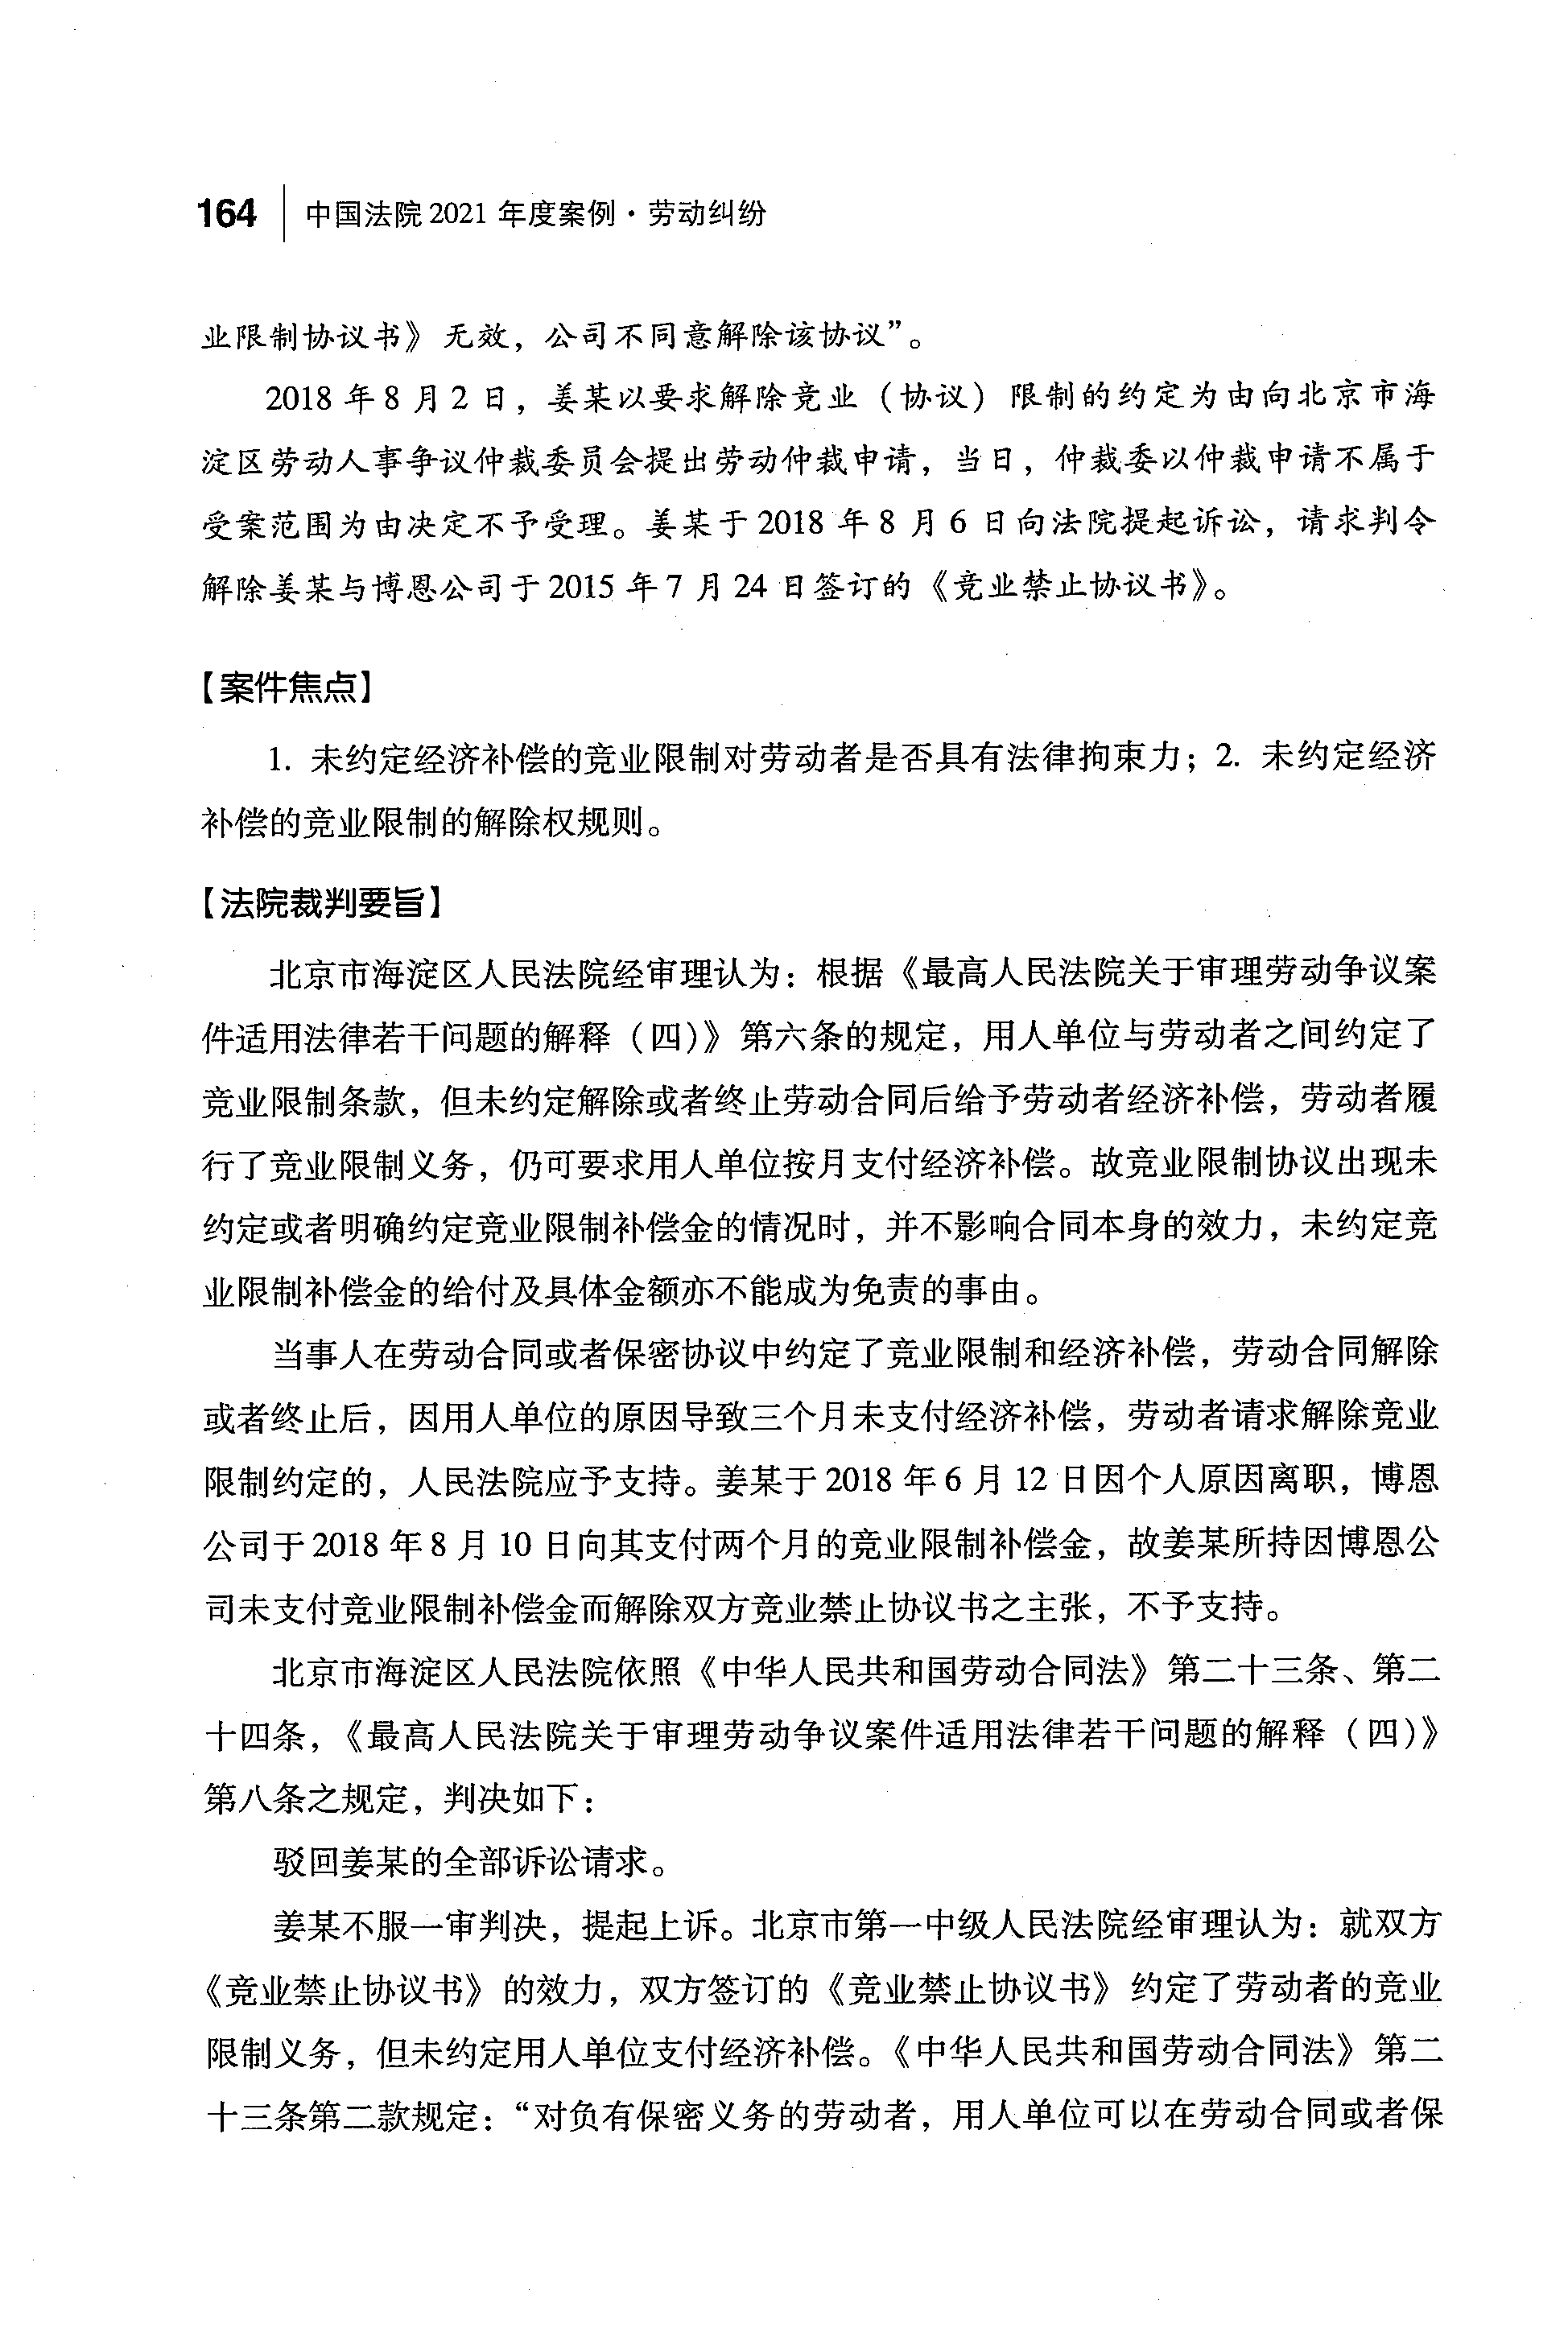 164 中国法院2021年度案例·劳动纠纷
业限制协议书》无效，公司不同意解除该协议”。
2018年8月2日，姜某以要求解除竞业（协议）限制的约定为由向北京市海
淀区劳动人事争议仲裁委员会提出劳动仲裁申请，当日，仲裁委以仲裁申请不属于
受案范围为由决定不予受理。姜某于2018年8月6日向法院提起诉讼，请求判令
解除姜某与博恩公司于2015年7月24日签订的《竞业禁止协议书》。
【案件焦点】
1. 未约定经济补偿的竞业限制对劳动者是否具有法律拘束力；2. 未约定经济
补偿的竞业限制的解除权规则。
【法院裁判要旨】
北京市海淀区人民法院经审理认为：根据《最高人民法院关于审理劳动争议案
件适用法律若干问题的解释（四）》第六条的规定，用人单位与劳动者之间约定了
竞业限制条款，但未约定解除或者终止劳动合同后给予劳动者经济补偿，劳动者履
行了竞业限制义务，仍可要求用人单位按月支付经济补偿。故竞业限制协议出现未
约定或者明确约定竞业限制补偿金的情况时，并不影响合同本身的效力，未约定竞
业限制补偿金的给付及具体金额亦不能成为免责的事由。
当事人在劳动合同或者保密协议中约定了竞业限制和经济补偿，劳动合同解除
或者终止后，因用人单位的原因导致三个月未支付经济补偿，劳动者请求解除竞业
限制约定的，人民法院应予支持。姜某于2018年6月12日因个人原因离职，博恩
公司于2018年8月10日向其支付两个月的竞业限制补偿金，故姜某所持因博恩公
司未支付竞业限制补偿金而解除双方竞业禁止协议书之主张，不予支持。
北京市海淀区人民法院依照《中华人民共和国劳动合同法》第二十三条、第二
十四条，《最高人民法院关于审理劳动争议案件适用法律若干问题的解释（四）》
第八条之规定，判决如下：
驳回姜某的全部诉讼请求。
姜某不服一审判决，提起上诉。北京市第一中级人民法院经审理认为：就双方
《竞业禁止协议书》的效力，双方签订的《竞业禁止协议书》约定了劳动者的竞业
限制义务，但未约定用人单位支付经济补偿。《中华人民共和国劳动合同法》第二
十三条第二款规定：“对负有保密义务的劳动者，用人单位可以在劳动合同或者保